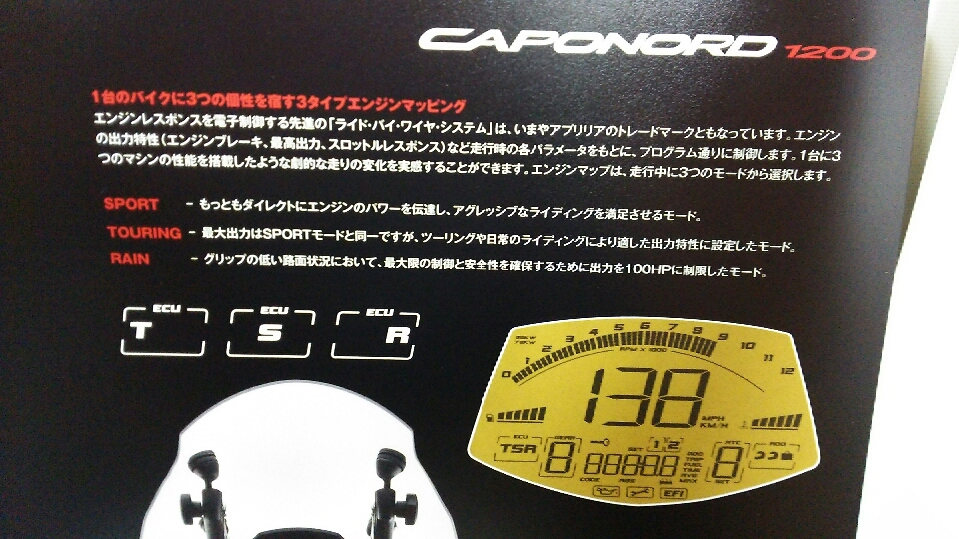 CAPONORD 1200
1台のバイクに3つの個性を宿す3タイプエンジンマッピング
エンジンレスポンスを電子制御する先進の「ライド・バイ・ワイヤ・システム」は、いまやアプリリアのトレードマークともなっています。エンジン
の出力特性(エンジンブレーキ、最高出力、スロットルレスポンス)など走行時の各パラメータをもとに、プログラム通りに制御します。1台に3
つのマシンの性能を搭載したような劇的な走りの変化を実感することができます。エンジンマップは、走行中に3つのモードから選択します。
SPORT - もっともダイレクトにエンジンのパワーを伝達し、アグレッシブなライディングを満足させるモード。
TOURING - 最大出力はSPORTモードと同一ですが、ツーリングや日常のライディングにより適した出力特性に設定したモード。
RAIN - グリップの低い路面状況において、最大限の制御と安全性を確保するために出力を100HPに制限したモード。
ECU ECU ECU
T S R
0 1 2 3 4 5 6 7 8 9 10 11 12
RPM X 1000
138
MPH
KM/H
ECU GEAR SET 1 2 ATC ADD
TSR 8 88888 8
ODO
TRIP
FUEL
TIME
AVE
MAX
CODE ABS SET
EFI